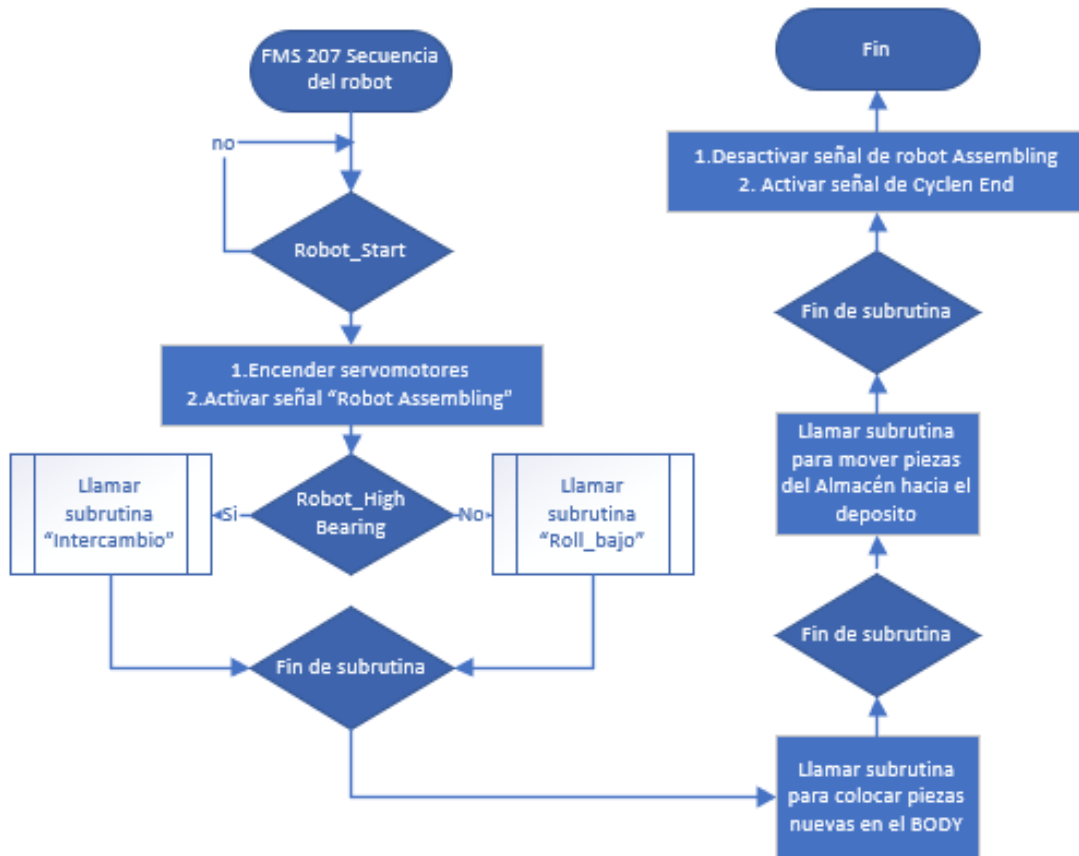 FMS 207 Secuencia
del robot
no
Robot_Start
1.Encender servomotores
2.Activar señal “Robot Assembling”
Llamar
subrutina
“Intercambio”
Si
Robot_High
Bearing
No
Llamar
subrutina
“Roll_bajo”
Fin de subrutina
Llamar subrutina
para colocar piezas
nuevas en el BODY
Fin de subrutina
Llamar subrutina
para mover piezas
del Almacén hacia el
deposito
Fin de subrutina
1.Desactivar señal de robot Assembling
2. Activar señal de Cyclen End
Fin